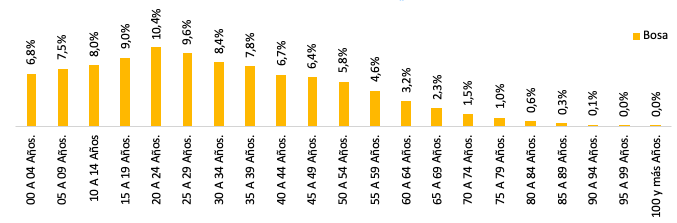 6,8%
7,5%
8,0%
9,0%
10,4%
9,6%
8,4%
7,8%
6,7%
6,4%
5,8%
4,6%
3,2%
2,3%
1,5%
1,0%
0,6%
0,3%
0,1%
0,0%
0,0%
Bosa
00 A 04 Años.
05 A 09 Años.
10 A 14 Años
15 A 19 Años.
20 A 24 Años.
25 A 29 Años.
30 A 34 Años.
35 A 39 Años.
40 A 44 Años.
45 A 49 Años.
50 A 54 Años.
55 A 59 Años.
60 A 64 Años.
65 A 69 Años.
70 A 74 Años.
75 A 79 Años.
80 A 84 Años.
85 A 89 Años.
90 A 94 Años.
95 A 99 Años.
100 y más Años.